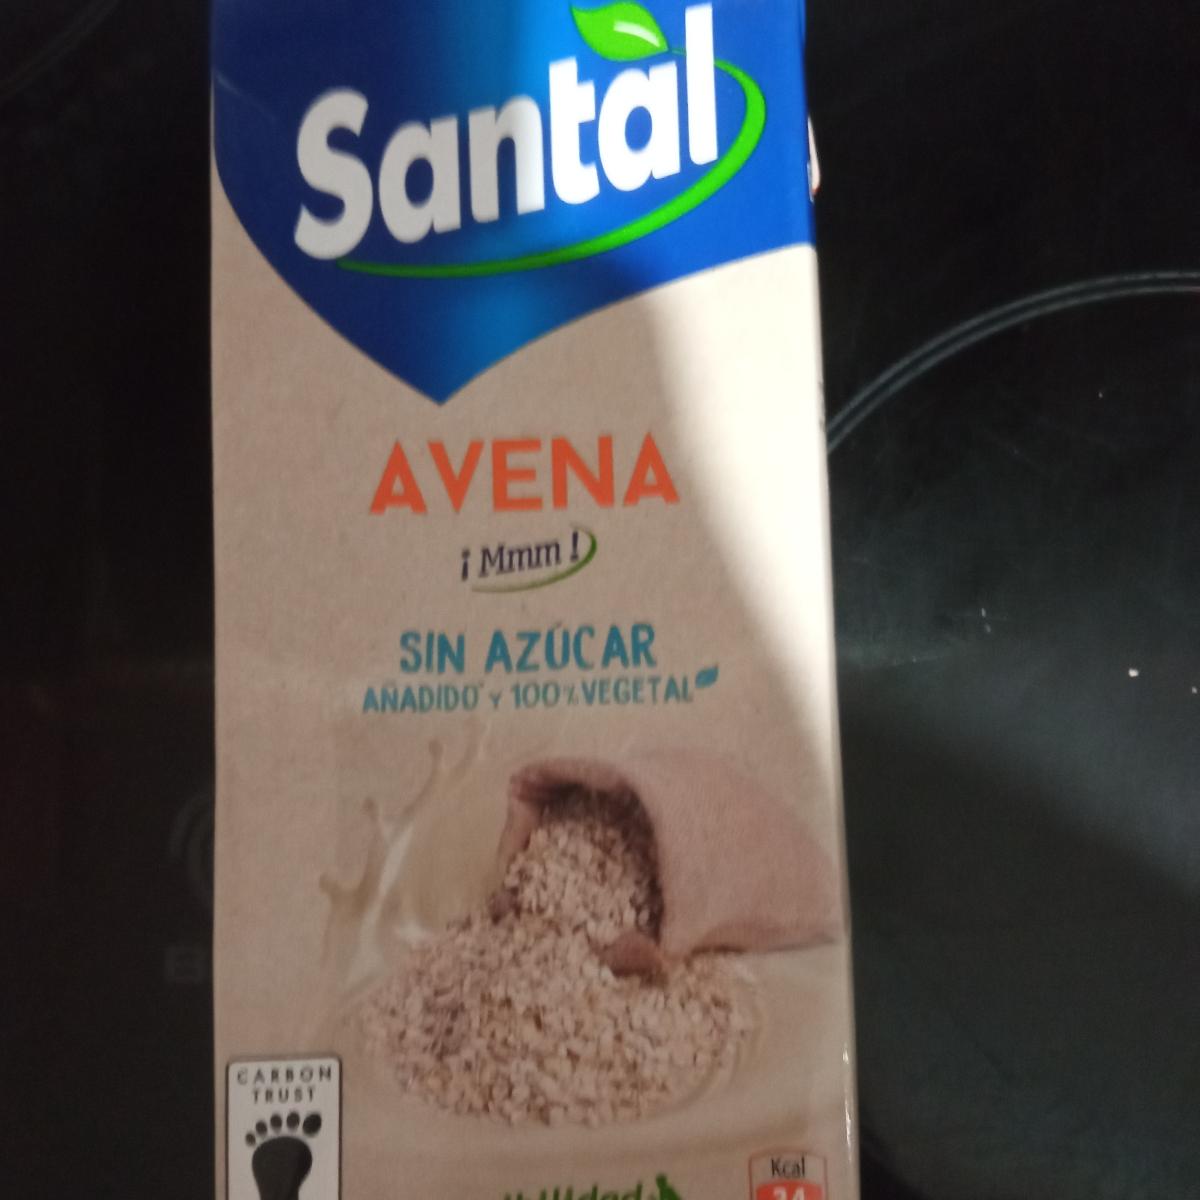 Santal
AVENA
¡Mmm!
SIN AZÚCAR
AÑADIDO Y 100% VEGETAL
CARBON
TRUST
Kcal